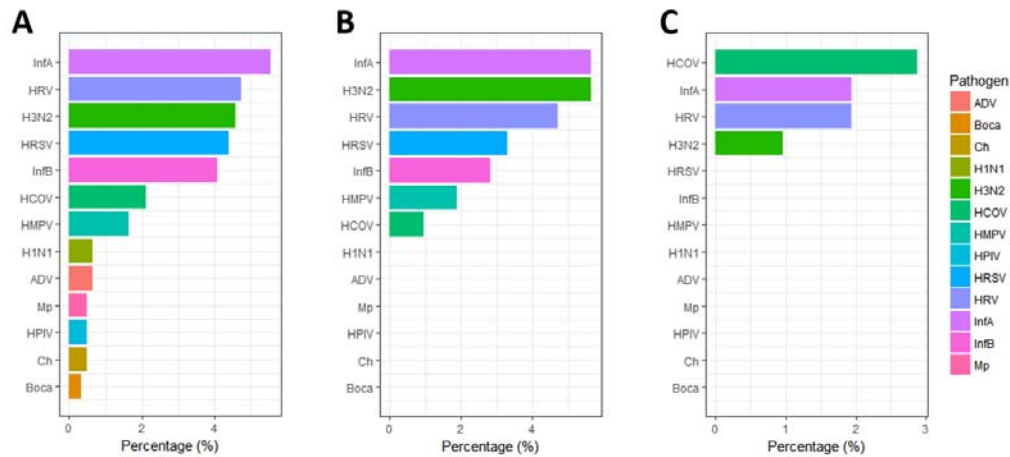 A
InfA
HRV
H3N2
HRSV
InfB
HCOV
HMPV
H1N1
ADV
Mp
HPIV
Ch
Boca
0
2
4
Percentage (%)
B
InfA
H3N2
HRV
HRSV
InfB
HMPV
HCOV
H1N1
ADV
Mp
HPIV
Ch
Boca
0
2
4
Percentage (%)
C
HCOV
InfA
HRV
H3N2
HRSV
InfB
HMPV
H1N1
ADV
Mp
HPIV
Ch
Boca
0
1
2
3
Percentage (%)
Pathogen
ADV
Boca
Ch
H1N1
H3N2
HCOV
HMPV
HPIV
HRSV
HRV
InfA
InfB
Mp